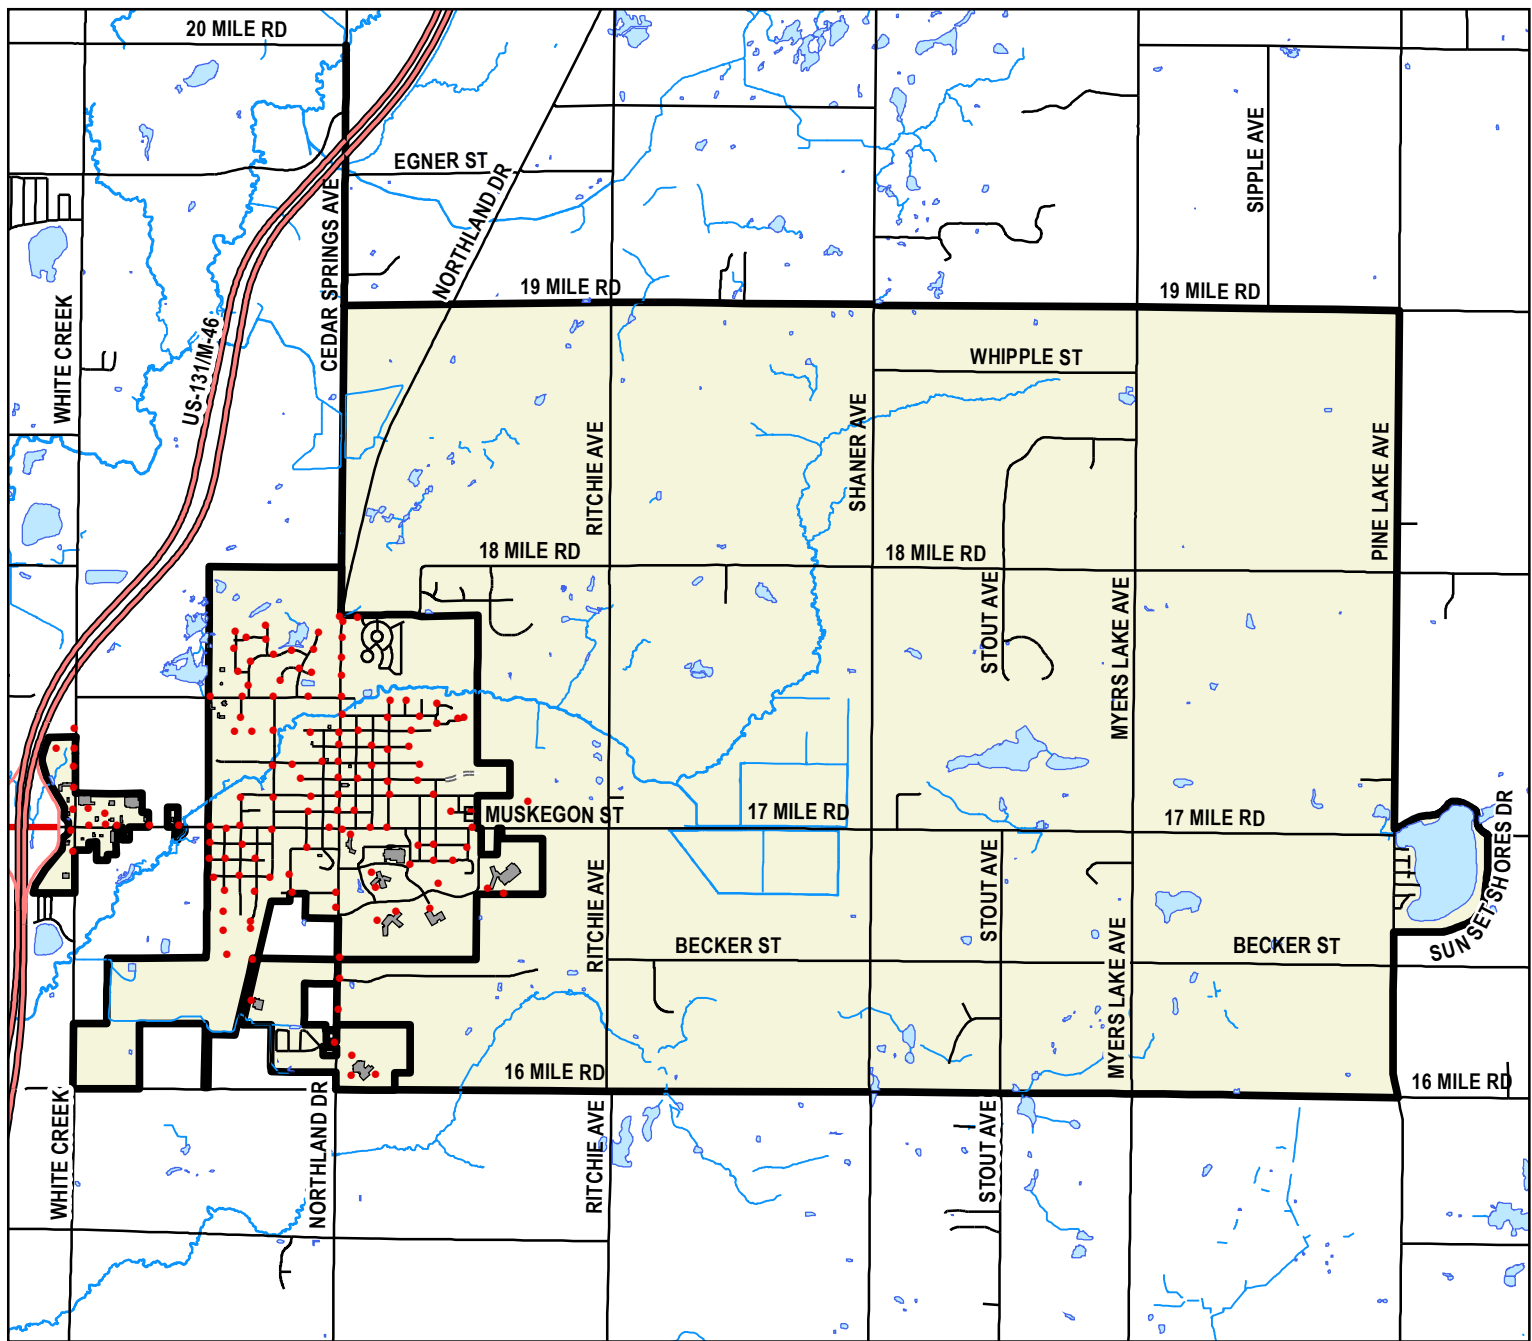 20 MILE RD
EGNER ST
NORTHLAND DR
SIPPLE AVE
CEDAR SPRINGS AVE
19 MILE RD
19 MILE RD
WHITE CREEK
US-131/M-46
WHIPPLE ST
RITCHIE AVE
SHANER AVE
PINE LAKE AVE
18 MILE RD
18 MILE RD
STOUT AVE
MYERS LAKE AVE
E MUSKEGON ST
17 MILE RD
17 MILE RD
SUNSET SHORES DR
RITCHIE AVE
STOUT AVE
BECKER ST
BECKER ST
MYERS LAKE AVE
16 MILE RD
16 MILE RD
WHITE CREEK
NORTHLAND DR
RITCHIE AVE
STOUT AVE